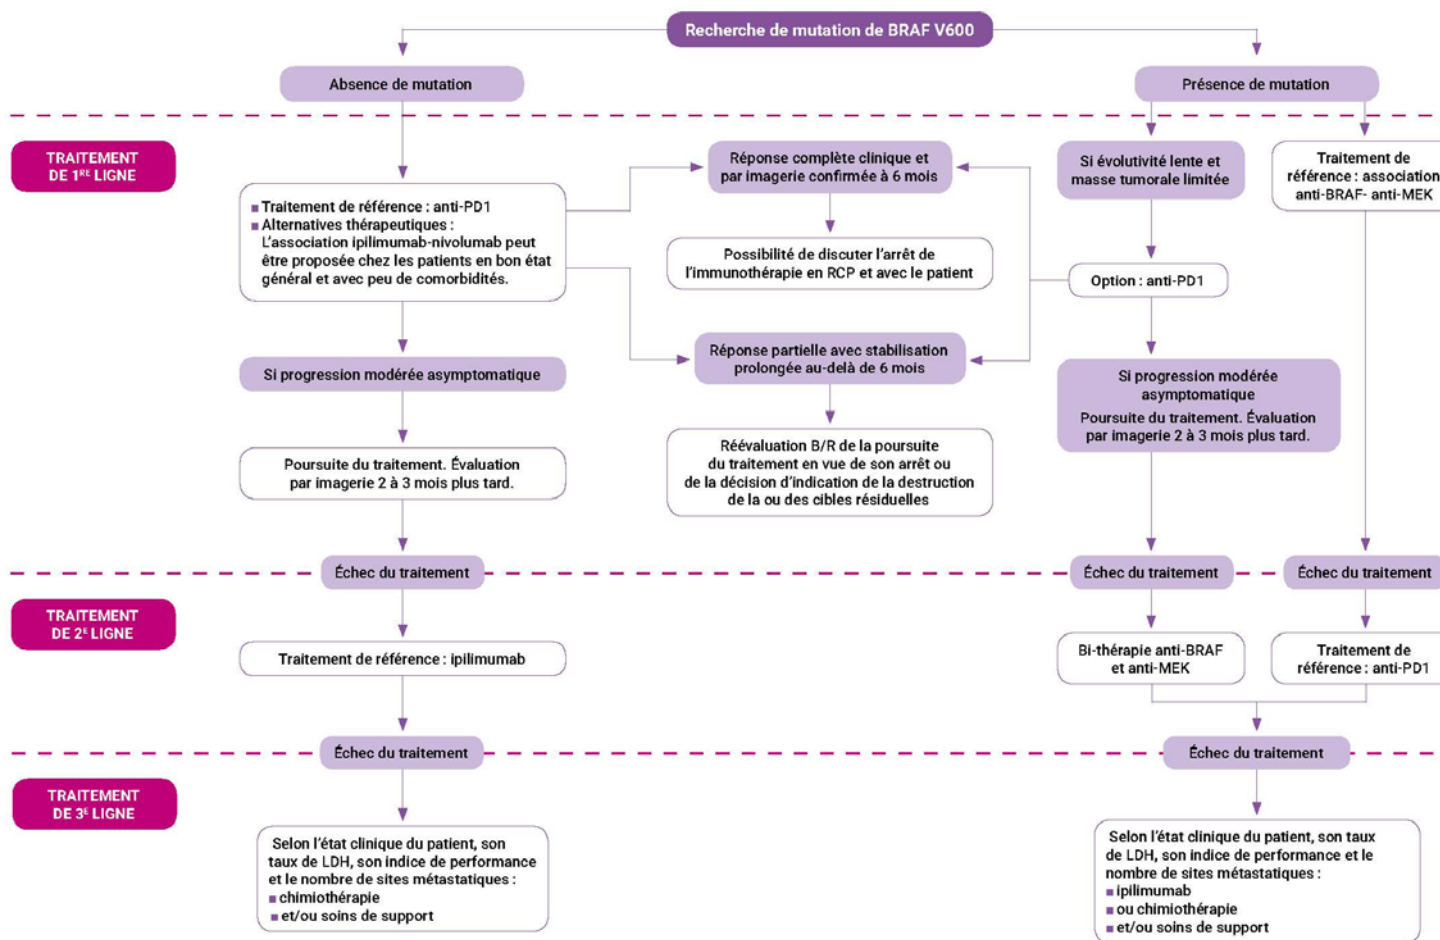 Recherche de mutation de BRAF V600
Absence de mutation
Présence de mutation
TRAITEMENT
DE 1RE LIGNE
■ Traitement de référence : anti-PD1
■ Alternatives thérapeutiques :
L’association ipilimumab-nivolumab peut
être proposée chez les patients en bon état
général et avec peu de comorbidités.
Réponse complète clinique et
par imagerie confirmée à 6 mois
Possibilité de discuter l’arrêt de
l’immunothérapie en RCP et avec le patient
Si évolutivité lente et
masse tumorale limitée
Traitement de
référence : association
anti-BRAF- anti-MEK
Option : anti-PD1
Si progression modérée asymptomatique
Réponse partielle avec stabilisation
prolongée au-delà de 6 mois
Si progression modérée
asymptomatique
Poursuite du traitement. Évaluation
par imagerie 2 à 3 mois plus tard.
Poursuite du traitement. Évaluation
par imagerie 2 à 3 mois plus tard.
Réévaluation B/R de la poursuite
du traitement en vue de son arrêt ou
de la décision d’indication de la destruction
de la ou des cibles résiduelles
Échec du traitement
Échec du traitement
Échec du traitement
TRAITEMENT
DE 2E LIGNE
Traitement de référence : ipilimumab
Bi-thérapie anti-BRAF
et anti-MEK
Traitement de
référence : anti-PD1
Échec du traitement
Échec du traitement
TRAITEMENT
DE 3E LIGNE
Selon l’état clinique du patient, son
taux de LDH, son indice de performance
et le nombre de sites métastatiques :
■ chimiothérapie
■ et/ou soins de support
Selon l’état clinique du patient, son taux
de LDH, son indice de performance et le
nombre de sites métastatiques :
■ ipilimumab
■ ou chimiothérapie
■ et/ou soins de support